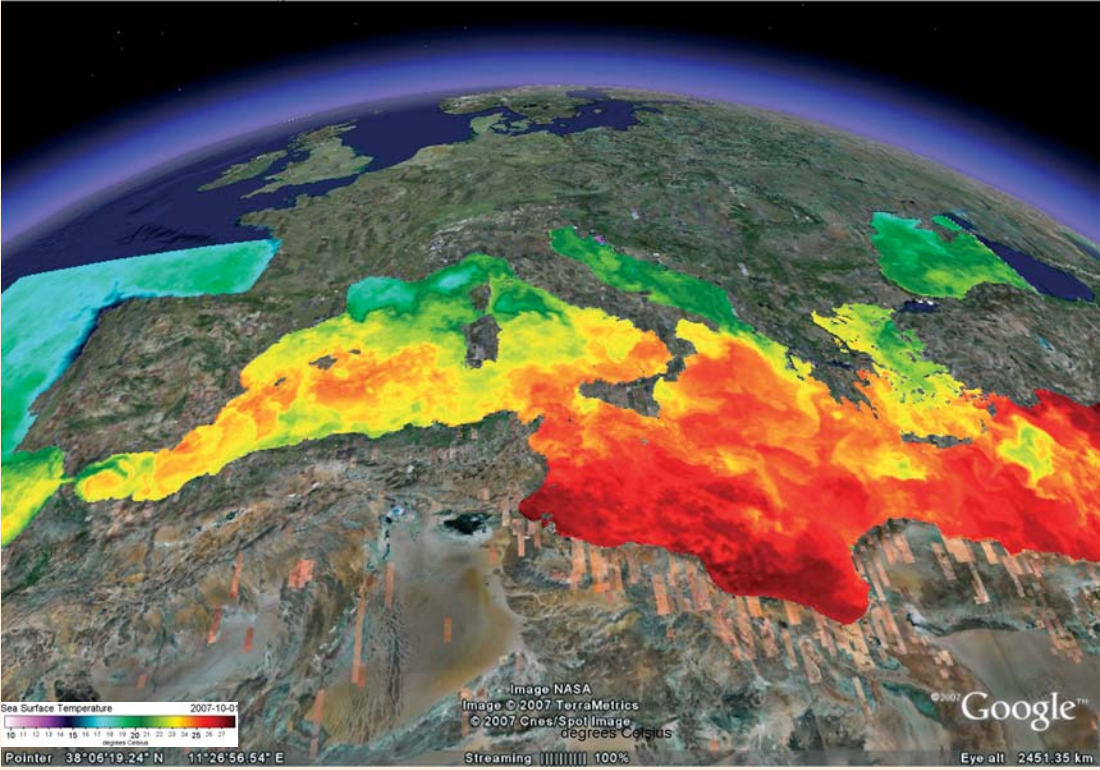 Sea Surface Temperature 2007-10-01
10 11 12 13 14 15 16 17 18 19 20 21 22 23 24 25 26 27
degrees Celsius
Image NASA
Image © 2007 TerraMetrics
© 2007 Cnes/Spot Image
degrees Celsius
©2007 Google™
Pointer 38°06'19.24" N 11°26'56.54" E Streaming |||||||||| 100% Eye alt 2451.35 km